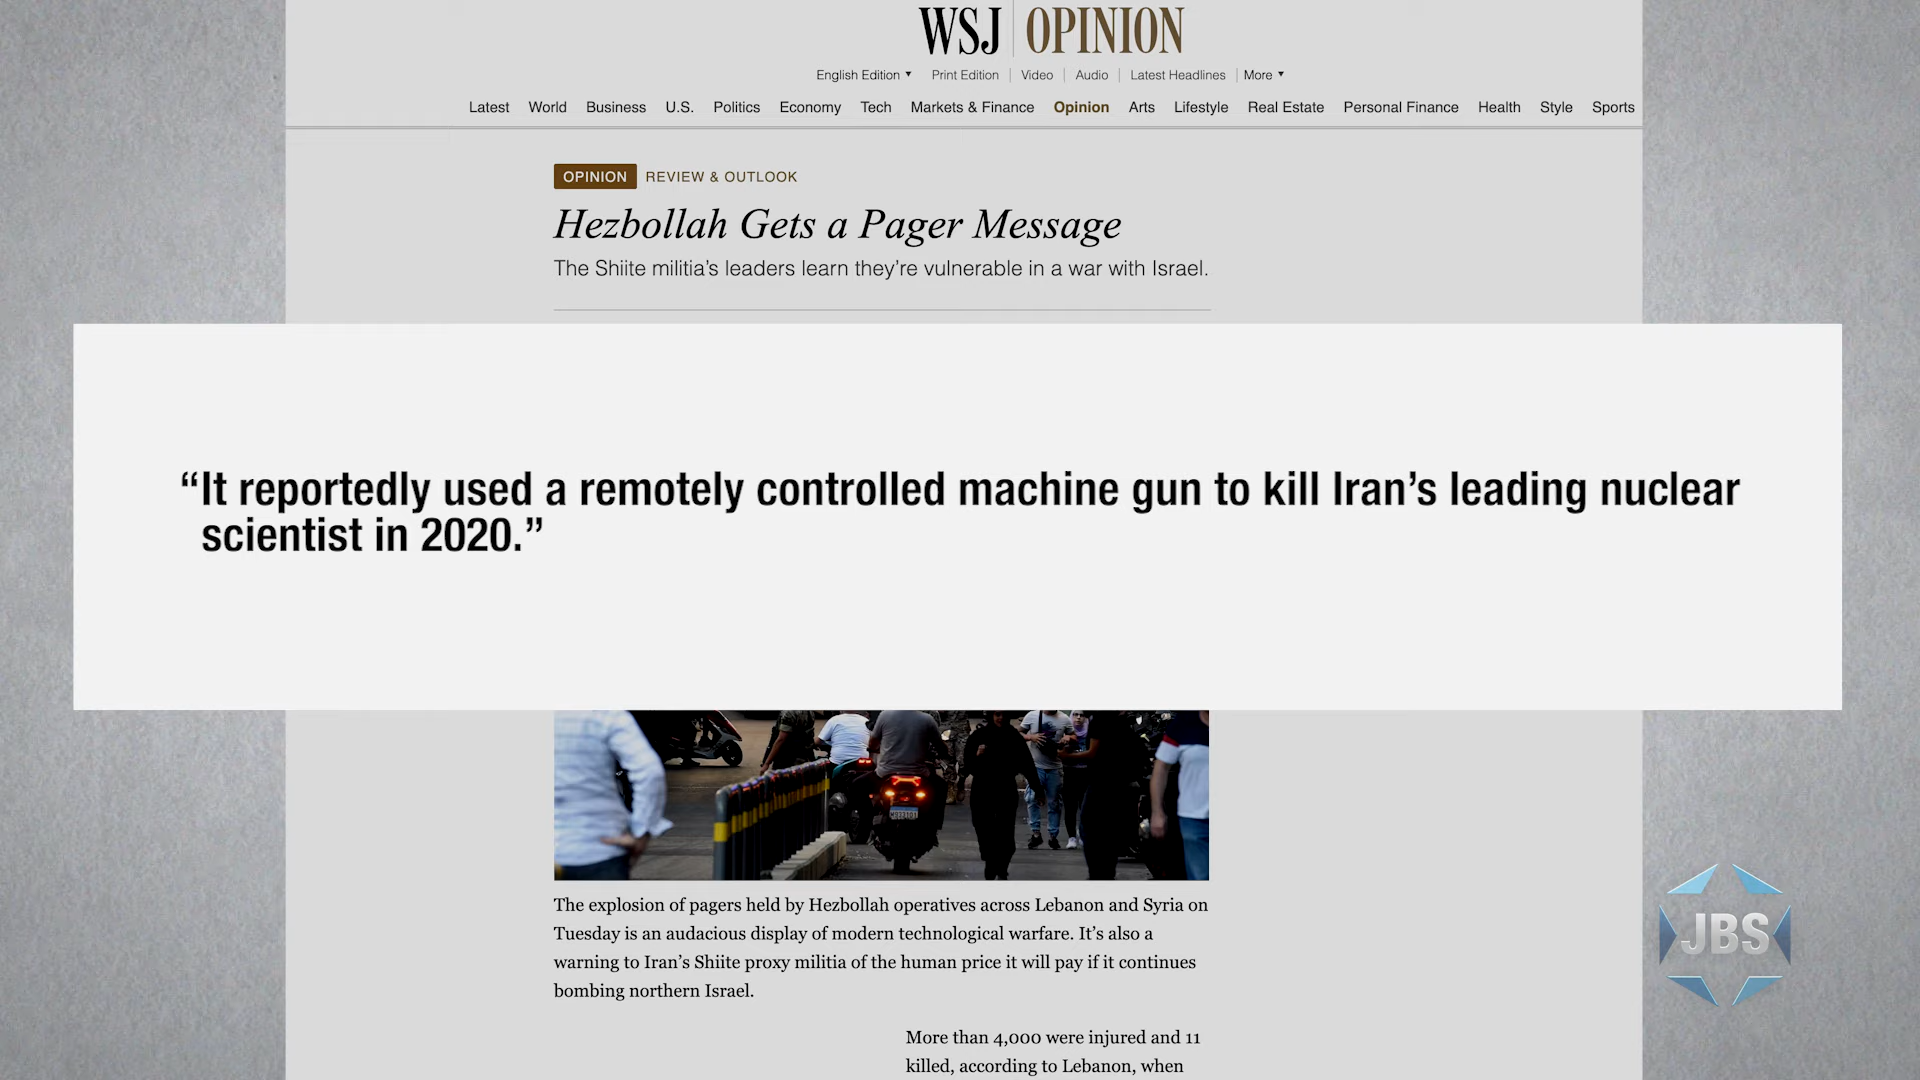 WSJ OPINION
English Edition Print Edition Video Audio Latest Headlines More
Latest World Business U.S. Politics Economy Tech Markets & Finance Opinion Arts Lifestyle Real Estate Personal Finance Health Style Sports
OPINION REVIEW & OUTLOOK
Hezbollah Gets a Pager Message
The Shiite militia’s leaders learn they’re vulnerable in a war with Israel.
“It reportedly used a remotely controlled machine gun to kill Iran’s leading nuclear
scientist in 2020.”
The explosion of pagers held by Hezbollah operatives across Lebanon and Syria on
Tuesday is an audacious display of modern technological warfare. It’s also a
warning to Iran’s Shiite proxy militia of the human price it will pay if it continues
bombing northern Israel.
JBS
More than 4,000 were injured and 11
killed, according to Lebanon, when